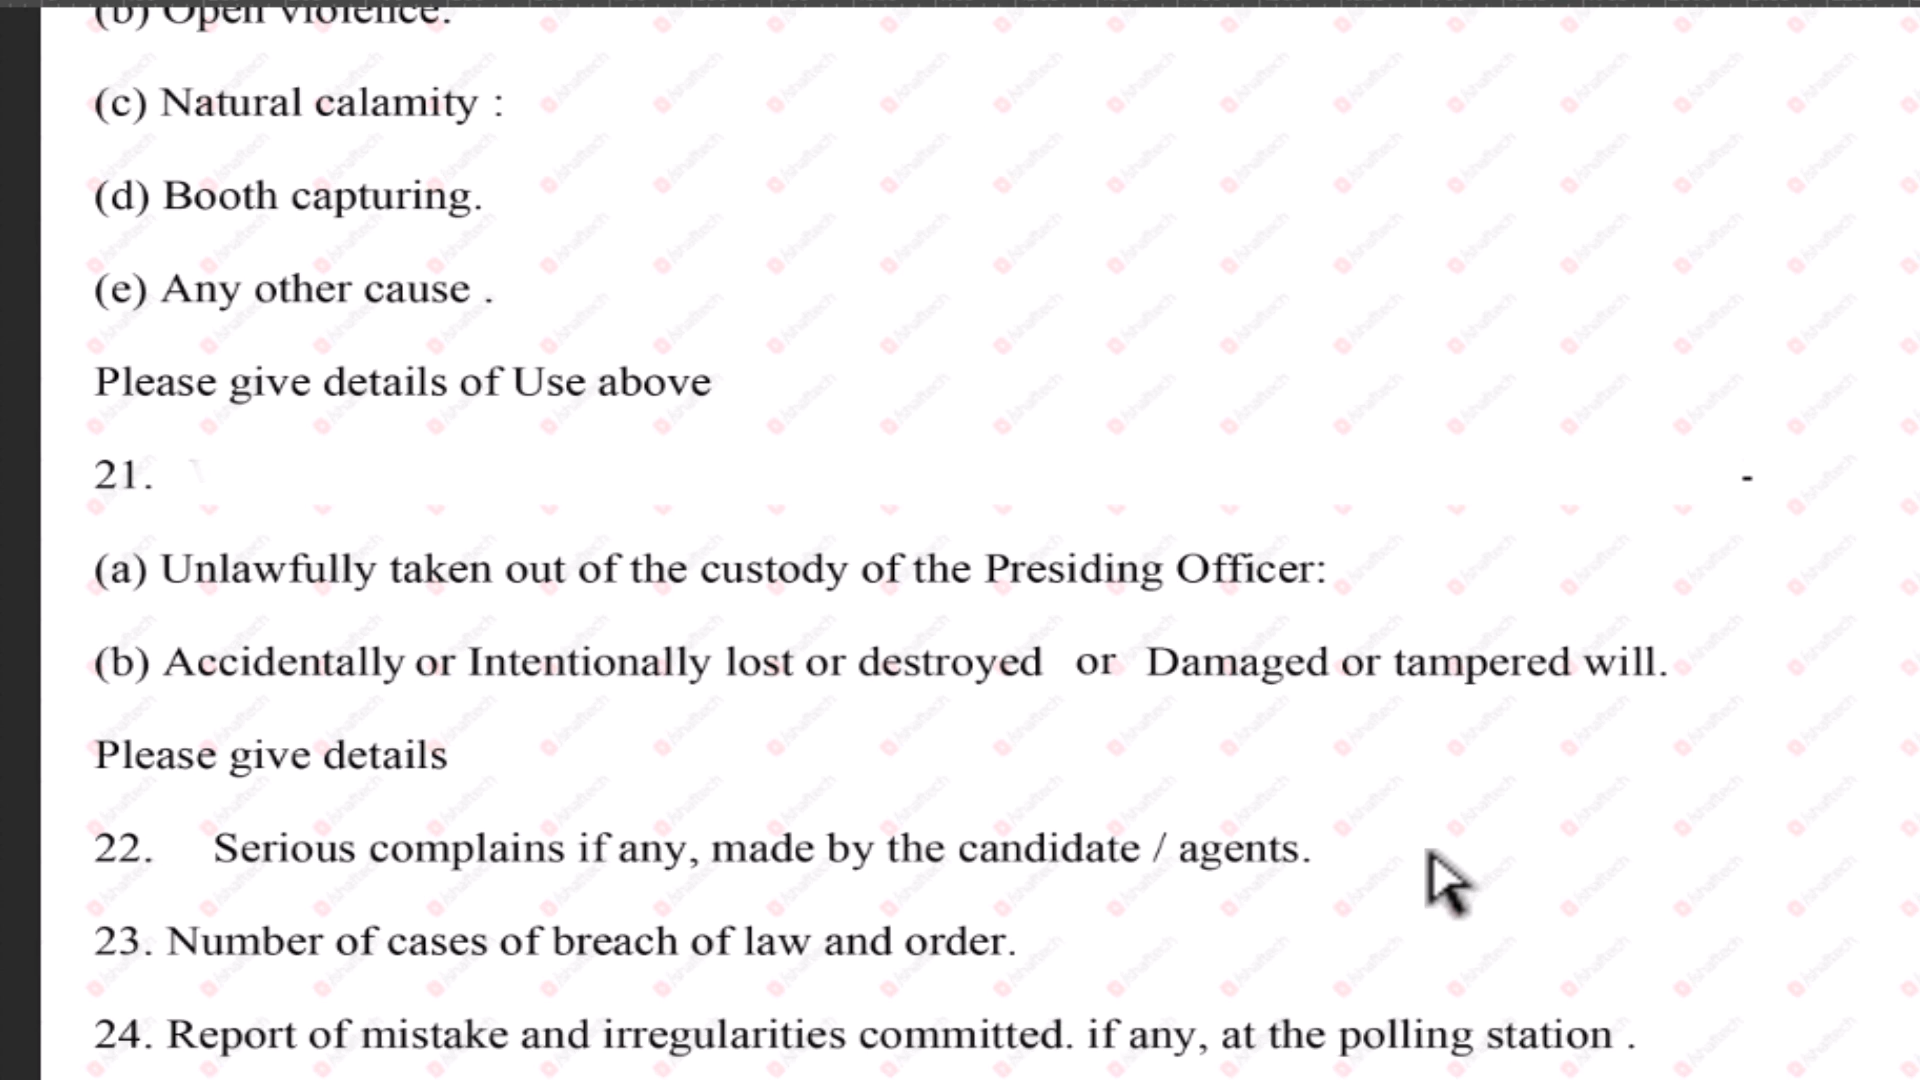 (b) Open violence.
(c) Natural calamity :
(d) Booth capturing.
(e) Any other cause .
Please give details of Use above
21. -
(a) Unlawfully taken out of the custody of the Presiding Officer:
(b) Accidentally or Intentionally lost or destroyed or Damaged or tampered will.
Please give details
22. Serious complains if any, made by the candidate / agents.
23. Number of cases of breach of law and order.
24. Report of mistake and irregularities committed. if any, at the polling station .